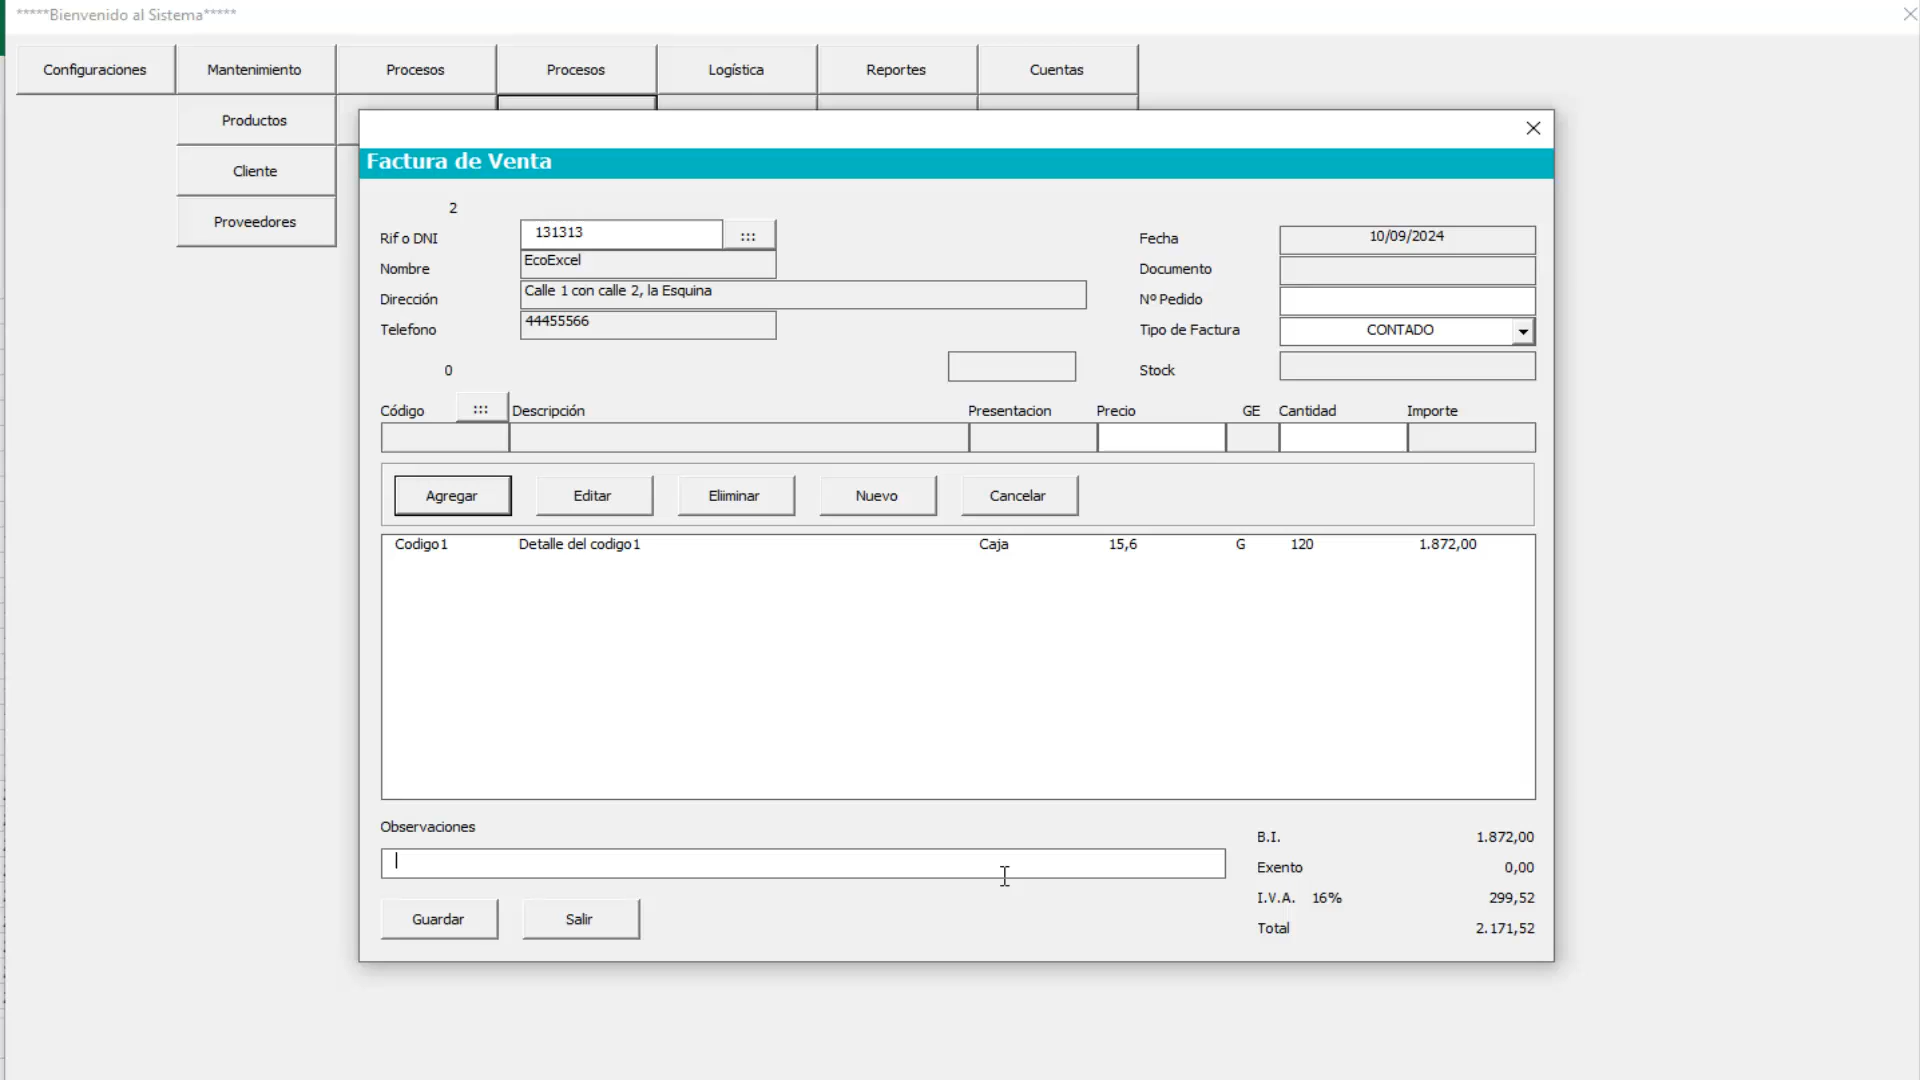 *****Bienvenido al Sistema*****
Configuraciones Mantenimiento Procesos Procesos Logística Reportes Cuentas
Productos
Cliente
Proveedores
Factura de Venta
2
Rif o DNI 131313 :::
Nombre EcoExcel
Dirección Calle 1 con calle 2, la Esquina
Telefono 44455566
Fecha 10/09/2024
Documento
Nº Pedido
Tipo de Factura CONTADO
0
Stock
Código ::: Descripción Presentacion Precio GE Cantidad Importe
Agregar Editar Eliminar Nuevo Cancelar
Codigo1 Detalle del codigo1 Caja 15,6 G 120 1.872,00
Observaciones
B.I. 1.872,00
Exento 0,00
I.V.A. 16% 299,52
Total 2.171,52
Guardar Salir